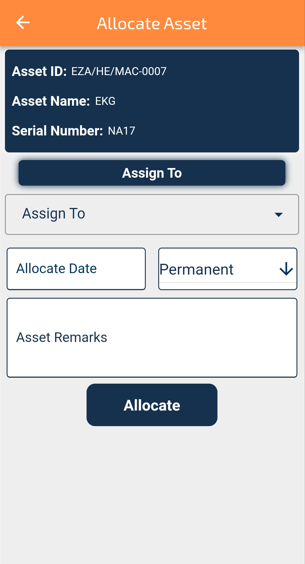 Allocate Asset
Asset ID: EZA/HE/MAC-0007
Asset Name: EKG
Serial Number: NA17
Assign To
Assign To
Allocate Date
Permanent
Asset Remarks
Allocate